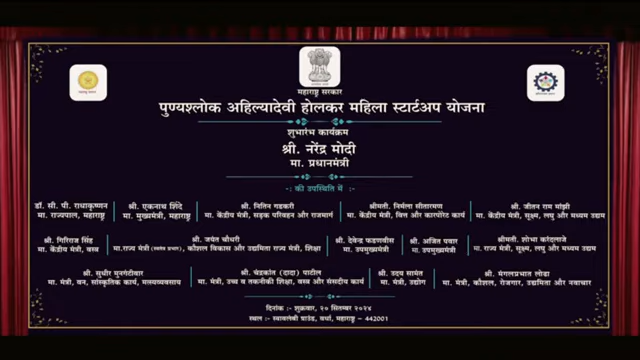 महाराष्ट्र सरकार
पुण्यश्लोक अहिल्यादेवी होलकर महिला स्टार्टअप योजना
शुभारंभ कार्यक्रम
श्री. नरेंद्र मोदी
मा. प्रधानमंत्री
-: की उपस्थिति में :-
डॉ. सी. पी. राधाकृष्णन श्री. एकनाथ शिंदे श्री. नितिन गडकरी श्रीमती. निर्मला सीतारमण श्री. जीतन राम मांझी
मा. राज्यपाल, महाराष्ट्र मा. मुख्यमंत्री, महाराष्ट्र मा. केंद्रीय मंत्री, सड़क परिवहन और राजमार्ग मा. केंद्रीय मंत्री, वित्त और कार्पोरेट कार्य मा. केंद्रीय मंत्री, सूक्ष्म, लघु और मध्यम उद्यम
श्री. गिरिराज सिंह श्री. जयंत चौधरी श्री. देवेन्द्र फडणवीस श्री. अजित पवार श्रीमती. शोभा करंदलाजे
मा. केंद्रीय मंत्री, वस्त्र मा.राज्य मंत्री (स्वतंत्र प्रभार), कौशल विकास और उद्यमिता राज्य मंत्री, शिक्षा मा. उपमुख्यमंत्री मा. उपमुख्यमंत्री मा. राज्य मंत्री, सूक्ष्म, लघु और मध्यम उद्यम
श्री. सुधीर मुनगंटीवार श्री. चंद्रकांत (दादा) पाटील श्री. उदय सामंत श्री. मंगलप्रभात लोढा
मा. मंत्री, वन, सांस्कृतिक कार्य, मत्स्यव्यवसाय मा. मंत्री, उच्च व तकनीकी शिक्षा, वस्त्र और संसदीय कार्य मा. मंत्री, उद्योग मा. मंत्री, कौशल, रोजगार, उद्यमिता और नवाचार
दिनांक :- शुक्रवार, २० सितम्बर २०२४
स्थल :- स्वावलंबी ग्राउंड, वर्धा, महाराष्ट्र - 442001